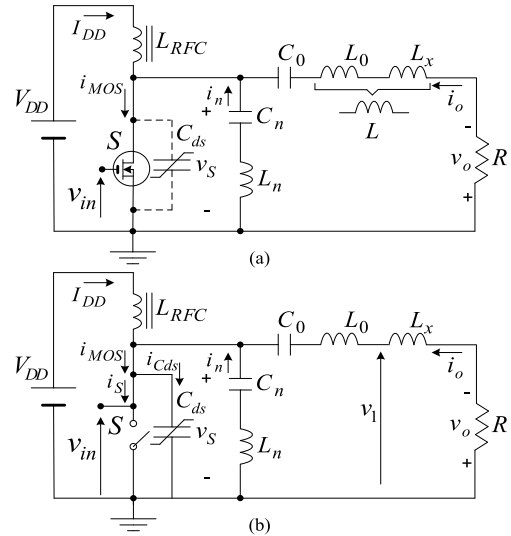 I_DD
L_RFC
i_MOS
C_0 L_0 L_x
i_n
i_o
L
V_DD
S
C_ds
v_S
+
C_n
L_n
-
v_in
-
v_o
R
+
(a)
I_DD
L_RFC
C_0 L_0 L_x
i_MOS
i_Cds
i_n
i_o
V_DD
i_S
S
C_ds
v_S
+
C_n
L_n
-
v_in
v_1
-
v_o
R
+
(b)